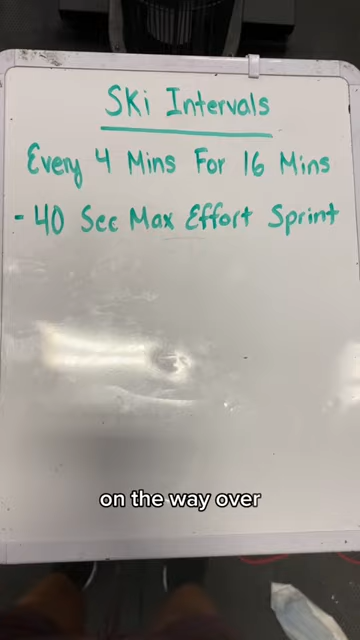 Ski Intervals
Every 4 Mins For 16 Mins
- 40 Sec Max Effort Sprint
on the way over